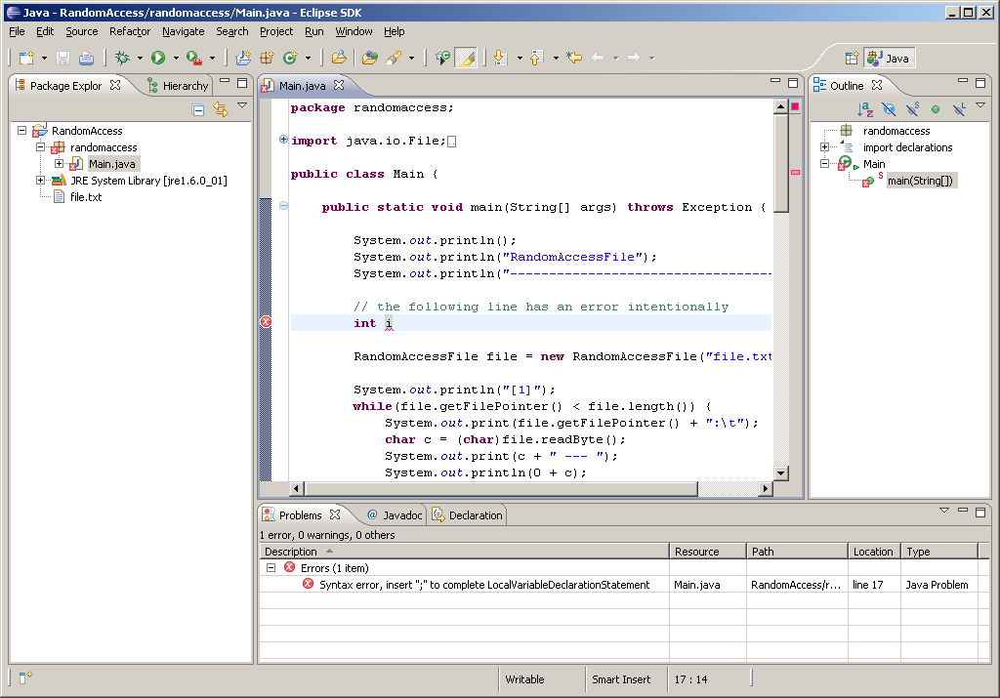 Java - RandomAccess/randomaccess/Main.java - Eclipse SDK
File Edit Source Refactor Navigate Search Project Run Window Help
Java
Package Explor Hierarchy
RandomAccess
randomaccess
Main.java
JRE System Library [jre1.6.0_01]
file.txt
Main.java
package randomaccess;
import java.io.File;
public class Main {
public static void main(String[] args) throws Exception {
System.out.println();
System.out.println("RandomAccessFile");
System.out.println("----------------------------------
// the following line has an error intentionally
int i
RandomAccessFile file = new RandomAccessFile("file.txt
System.out.println("[1]");
while(file.getFilePointer() < file.length()) {
System.out.print(file.getFilePointer() + ":\t");
char c = (char)file.readByte();
System.out.print(c + " --- ");
System.out.println(0 + c);
Outline
randomaccess
import declarations
Main
main(String[])
Problems Javadoc Declaration
1 error, 0 warnings, 0 others
Description Resource Path Location Type
Errors (1 item)
Syntax error, insert ";" to complete LocalVariableDeclarationStatement Main.java RandomAccess/r... line 17 Java Problem
Writable Smart Insert 17 : 14